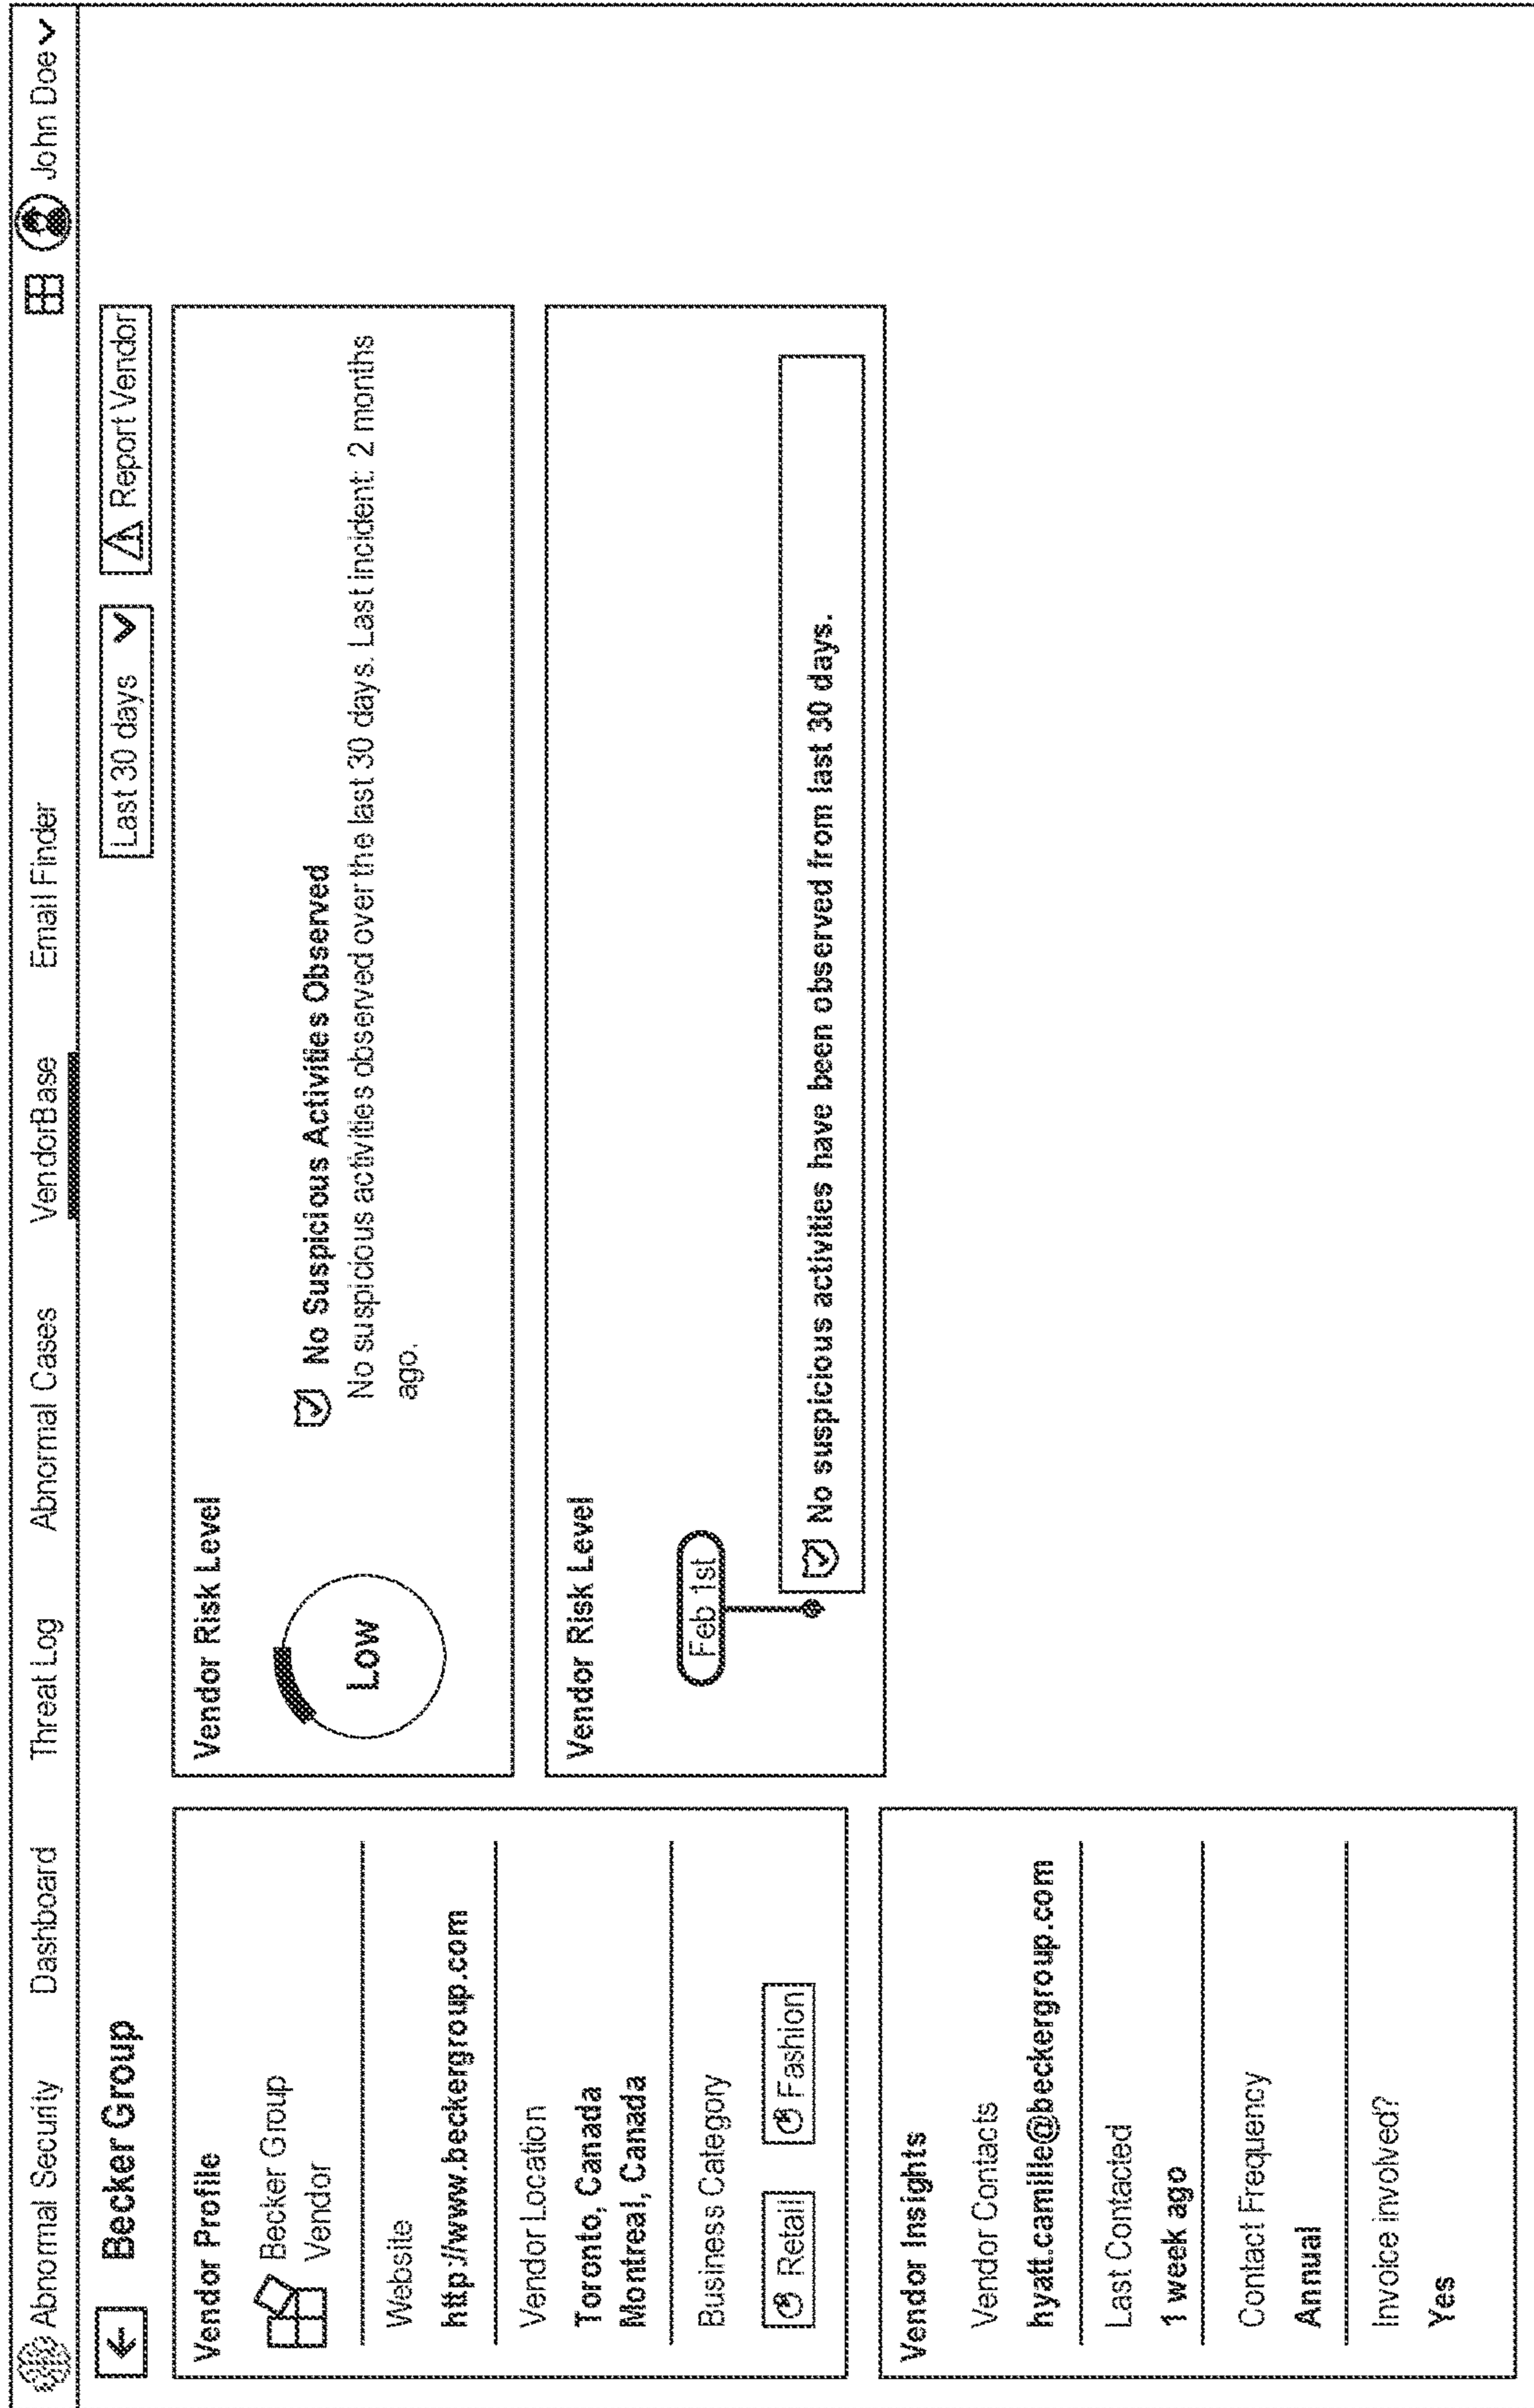 Abnormal Security Dashboard Threat Log Abnormal Cases VendorBase Email Finder John Doe
Becker Group
Last 30 days Report Vendor
Vendor Profile
Becker Group
Vendor
Website
http://www.beckergroup.com
Vendor Location
Toronto, Canada
Montreal, Canada
Business Category
Retail Fashion
Vendor Insights
Vendor Contacts
hyatt.camille@beckergroup.com
Last Contacted
1 week ago
Contact Frequency
Annual
Invoice involved?
Yes
Vendor Risk Level
Low
No Suspicious Activities Observed
No suspicious activities observed over the last 30 days. Last incident: 2 months
ago.
Vendor Risk Level
Feb 1st
No suspicious activities have been observed from last 30 days.